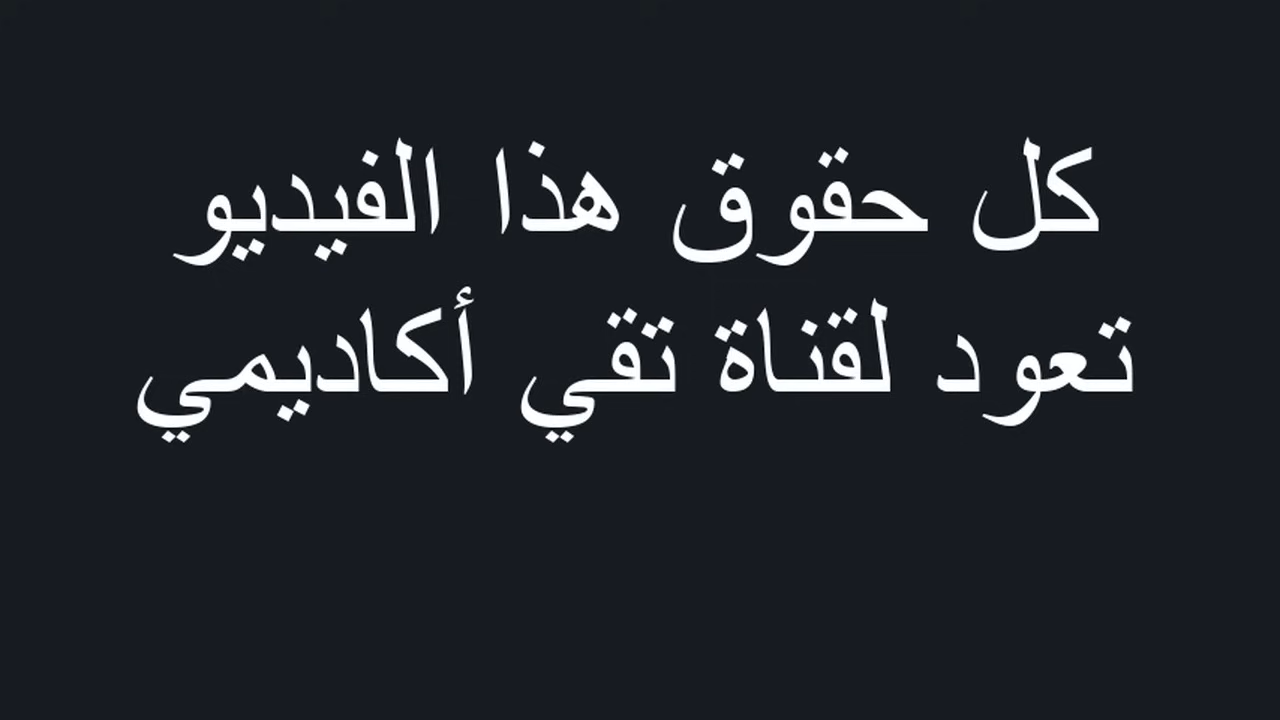 كل حقوق هذا الفيديو
تعود لقناة تقي أكاديمي